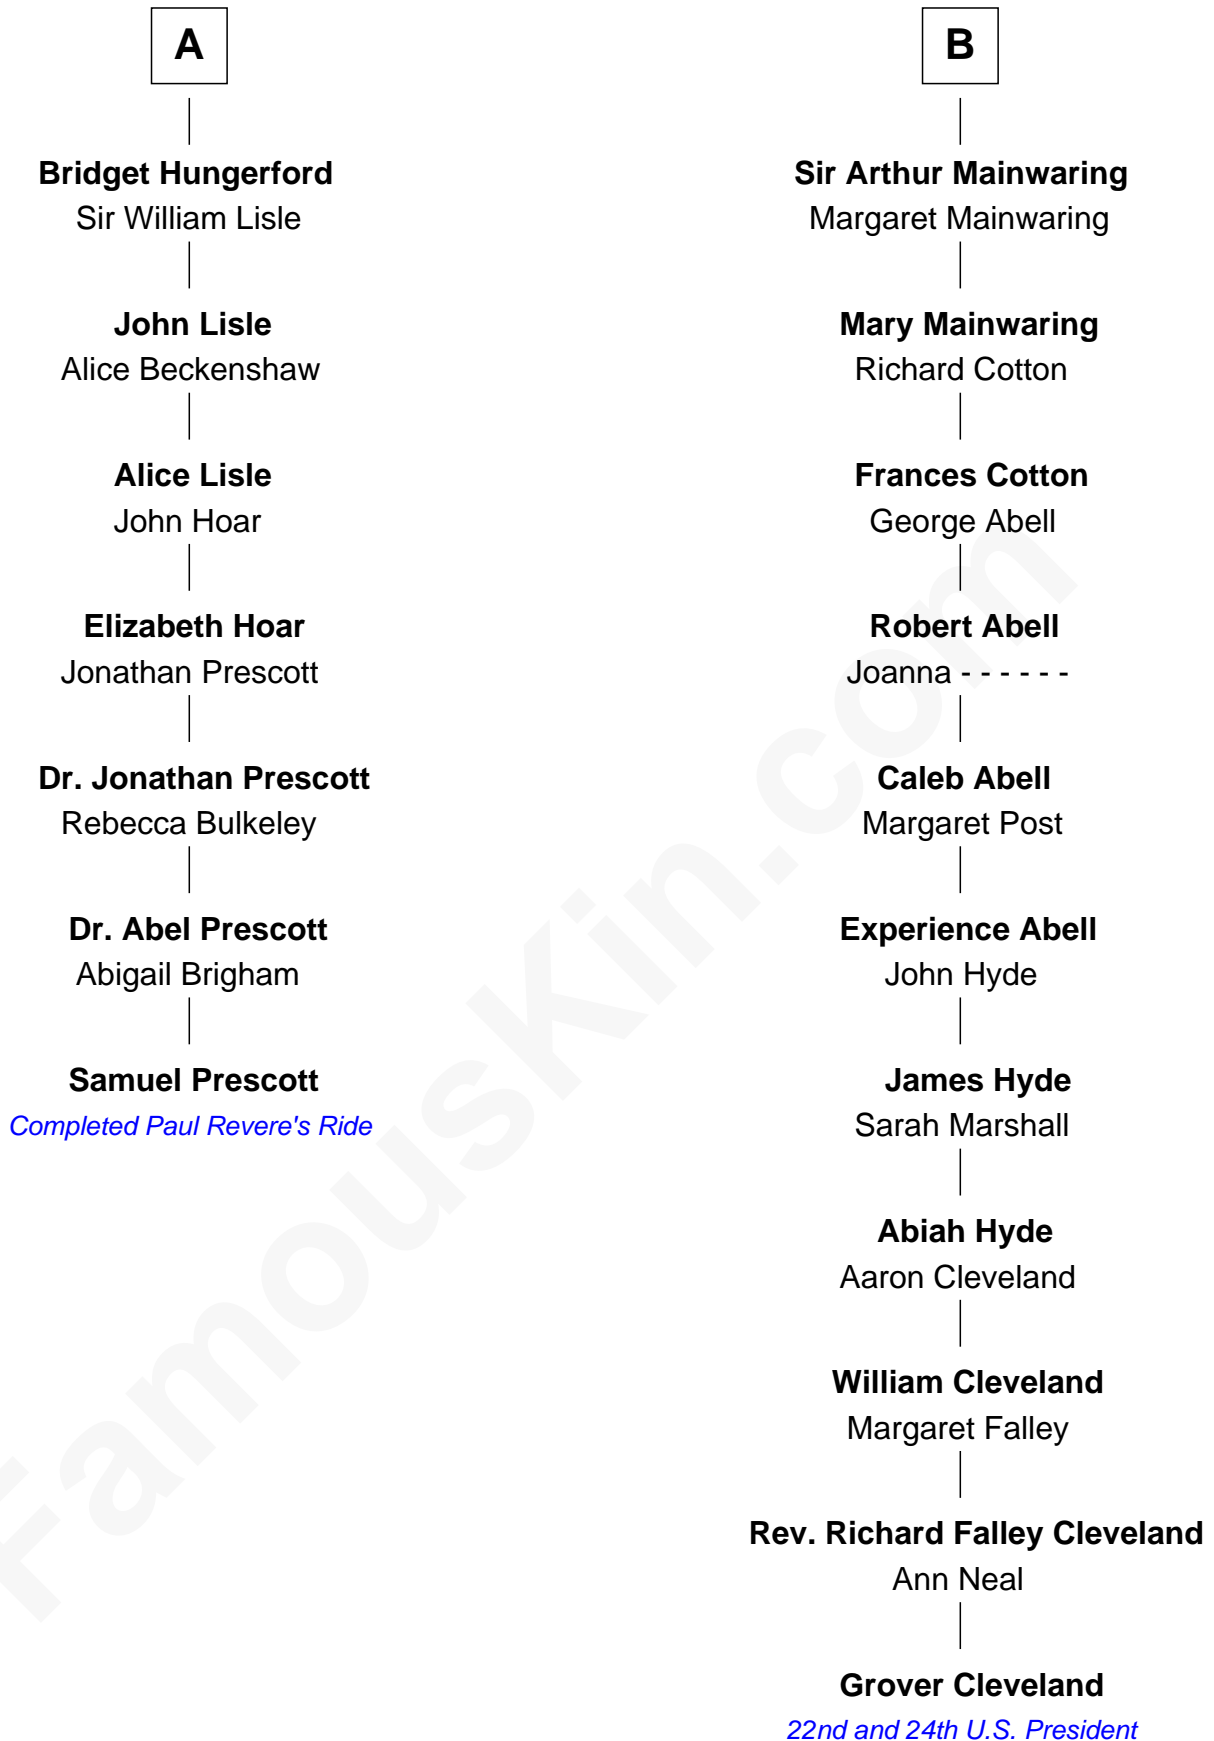 A
Bridget Hungerford
Sir William Lisle
John Lisle
Alice Beckenshaw
Alice Lisle
John Hoar
Elizabeth Hoar
Jonathan Prescott
Dr. Jonathan Prescott
Rebecca Bulkeley
Dr. Abel Prescott
Abigail Brigham
Samuel Prescott
Completed Paul Revere's Ride
B
Sir Arthur Mainwaring
Margaret Mainwaring
Mary Mainwaring
Richard Cotton
Frances Cotton
George Abell
Robert Abell
Joanna - - - - - -
Caleb Abell
Margaret Post
Experience Abell
John Hyde
James Hyde
Sarah Marshall
Abiah Hyde
Aaron Cleveland
William Cleveland
Margaret Falley
Rev. Richard Falley Cleveland
Ann Neal
Grover Cleveland
22nd and 24th U.S. President
FamousKin.com